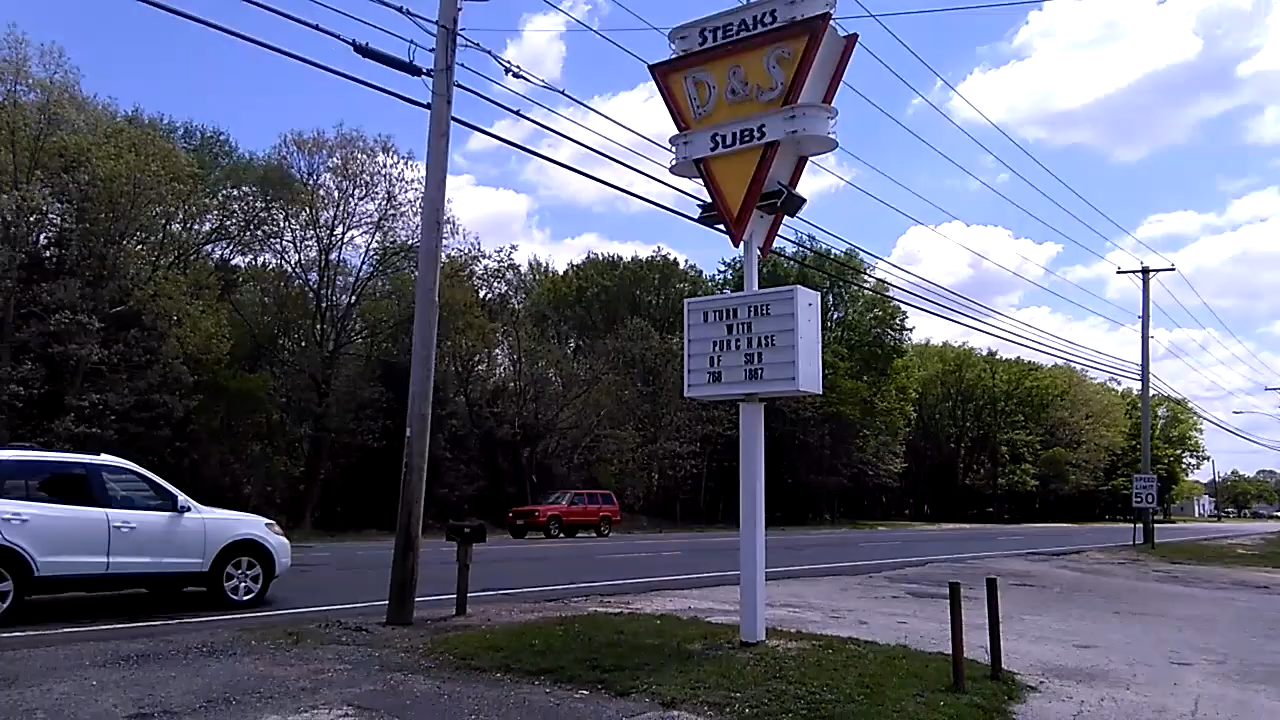 STEAKS
D & S
SUBS
U TURN FREE
WITH
PURCHASE
OF SUB
768 1867
SPEED
LIMIT
50